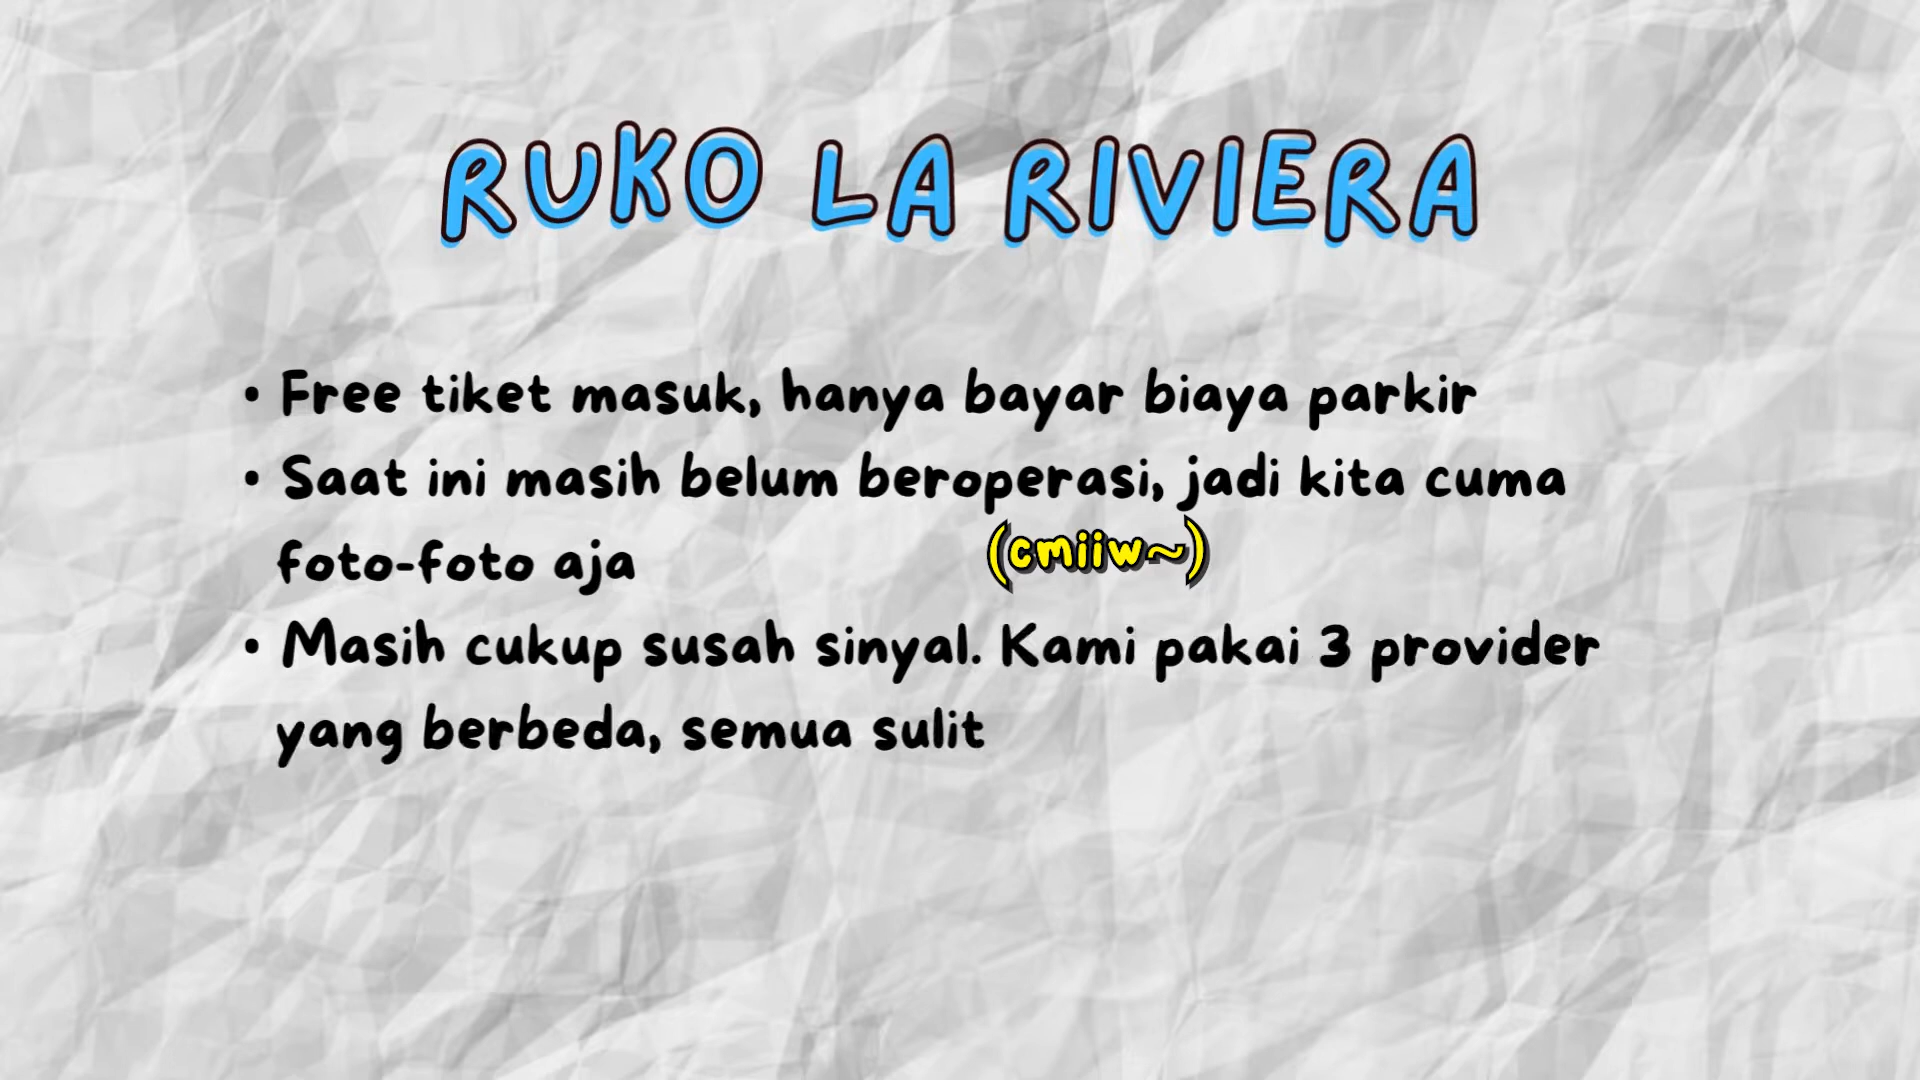 RUKO LA RIVIERA
• Free tiket masuk, hanya bayar biaya parkir
• Saat ini masih belum beroperasi, jadi kita cuma
foto-foto aja
(cmiiw~)
• Masih cukup susah sinyal. Kami pakai 3 provider
yang berbeda, semua sulit